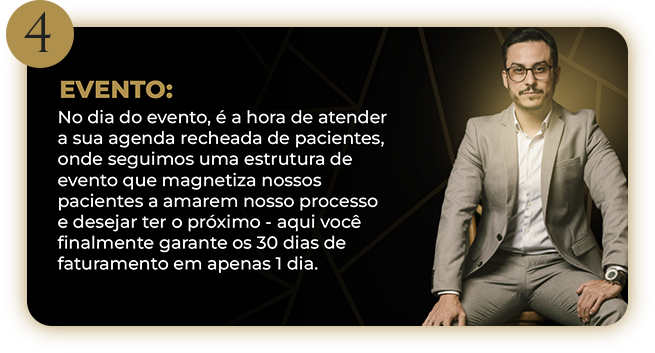 4
EVENTO:
No dia do evento, é a hora de atender
a sua agenda recheada de pacientes,
onde seguimos uma estrutura de
evento que magnetiza nossos
pacientes a amarem nosso processo
e desejar ter o próximo - aqui você
finalmente garante os 30 dias de
faturamento em apenas 1 dia.